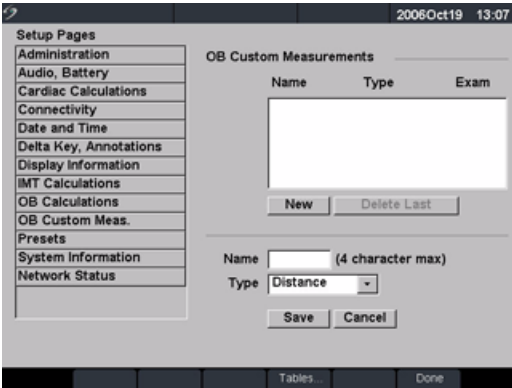 2006Oct19 13:07
Setup Pages
Administration
Audio, Battery
Cardiac Calculations
Connectivity
Date and Time
Delta Key, Annotations
Display Information
IMT Calculations
OB Calculations
OB Custom Meas.
Presets
System Information
Network Status
OB Custom Measurements
Name Type Exam
New Delete Last
Name (4 character max)
Type Distance
Save Cancel
Tables... Done